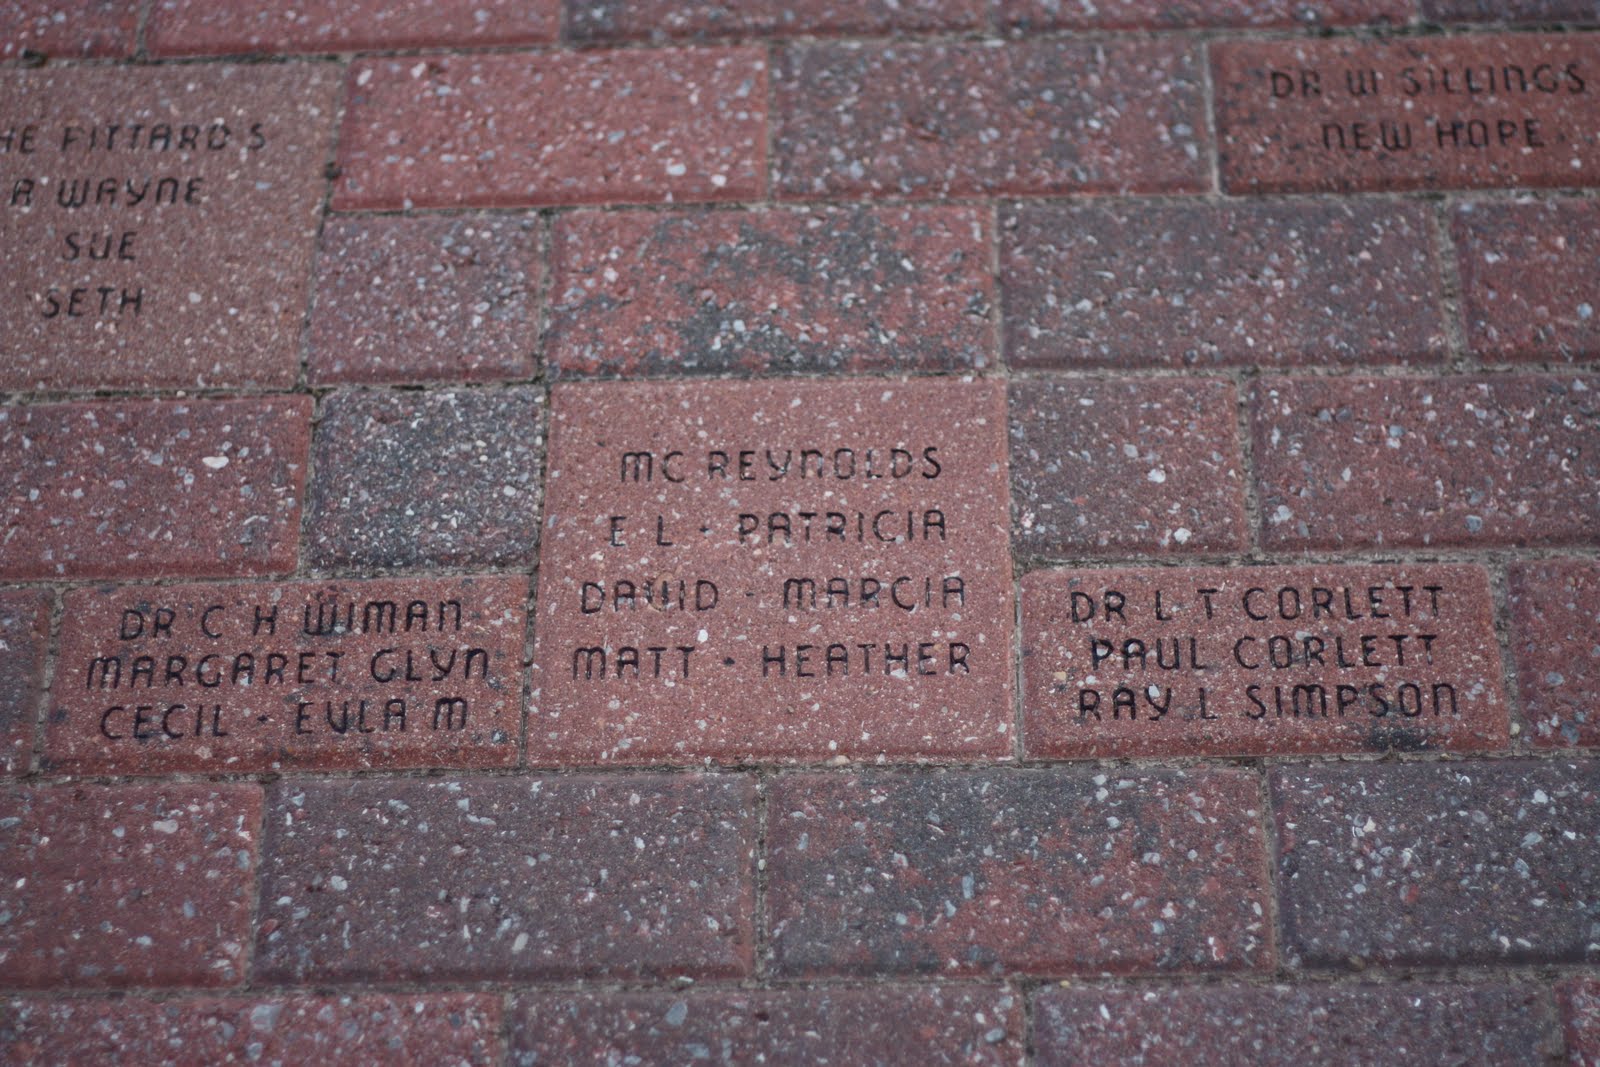 HE PITTARD'S
R WAYNE
SUE
SETH
DR W SILLINGS
NEW HOPE
MC REYNOLDS
E L · PATRICIA
DAVID · MARCIA
MATT · HEATHER
DR C H WIMAN
MARGARET GLYN
CECIL · EULA M
DR L T CORLETT
PAUL CORLETT
RAY L SIMPSON